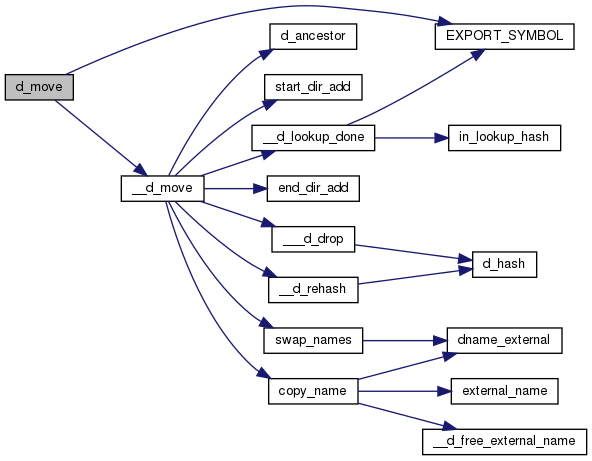 d_move
__d_move
d_ancestor
start_dir_add
__d_lookup_done
end_dir_add
___d_drop
__d_rehash
swap_names
copy_name
EXPORT_SYMBOL
in_lookup_hash
d_hash
dname_external
external_name
__d_free_external_name